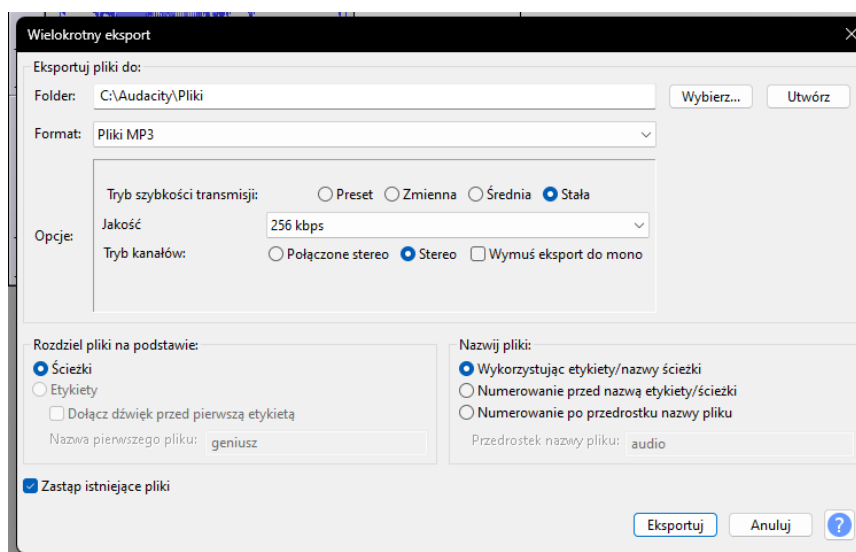 Wielokrotny eksport
Eksportuj pliki do:
Folder: C:\Audacity\Pliki Wybierz... Utwórz
Format: Pliki MP3
Tryb szybkości transmisji: Preset Zmienna Średnia Stała
Jakość 256 kbps
Opcje:
Tryb kanałów: Połączone stereo Stereo Wymuś eksport do mono
Rozdziel pliki na podstawie:
Ścieżki
Etykiety
Dołącz dźwięk przed pierwszą etykietą
Nazwa pierwszego pliku: geniusz
Nazwij pliki:
Wykorzystując etykiety/nazwy ścieżki
Numerowanie przed nazwą etykiety/ścieżki
Numerowanie po przedrostku nazwy pliku
Przedrostek nazwy pliku: audio
Zastąp istniejące pliki
Eksportuj Anuluj ?